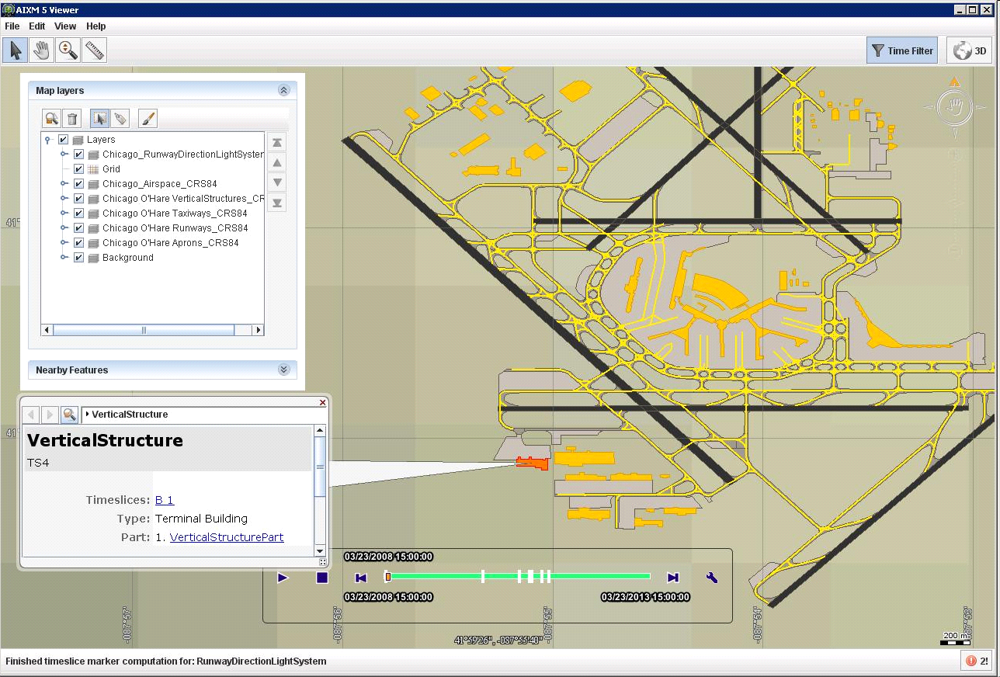 AIXM 5 Viewer
File Edit View Help
Time Filter
3D
Map layers
Layers
Chicago_RunwayDirectionLightSystem
Grid
Chicago_Airspace_CRS84
Chicago O'Hare VerticalStructures_CR
Chicago O'Hare Taxiways_CRS84
Chicago O'Hare Runways_CRS84
Chicago O'Hare Aprons_CRS84
Background
41°
Nearby Features
VerticalStructure
41°
VerticalStructure
TS4
Timeslices: B 1
Type: Terminal Building
Part: 1. VerticalStructurePart
03/23/2008 15:00:00
03/23/2008 15:00:00
03/23/2013 15:00:00
-087°57'
-087°56'
-087°55'
-087°54'
-087°53'
41°59'26", -087°55'40"
200 m
Finished timeslice marker computation for: RunwayDirectionLightSystem
2!